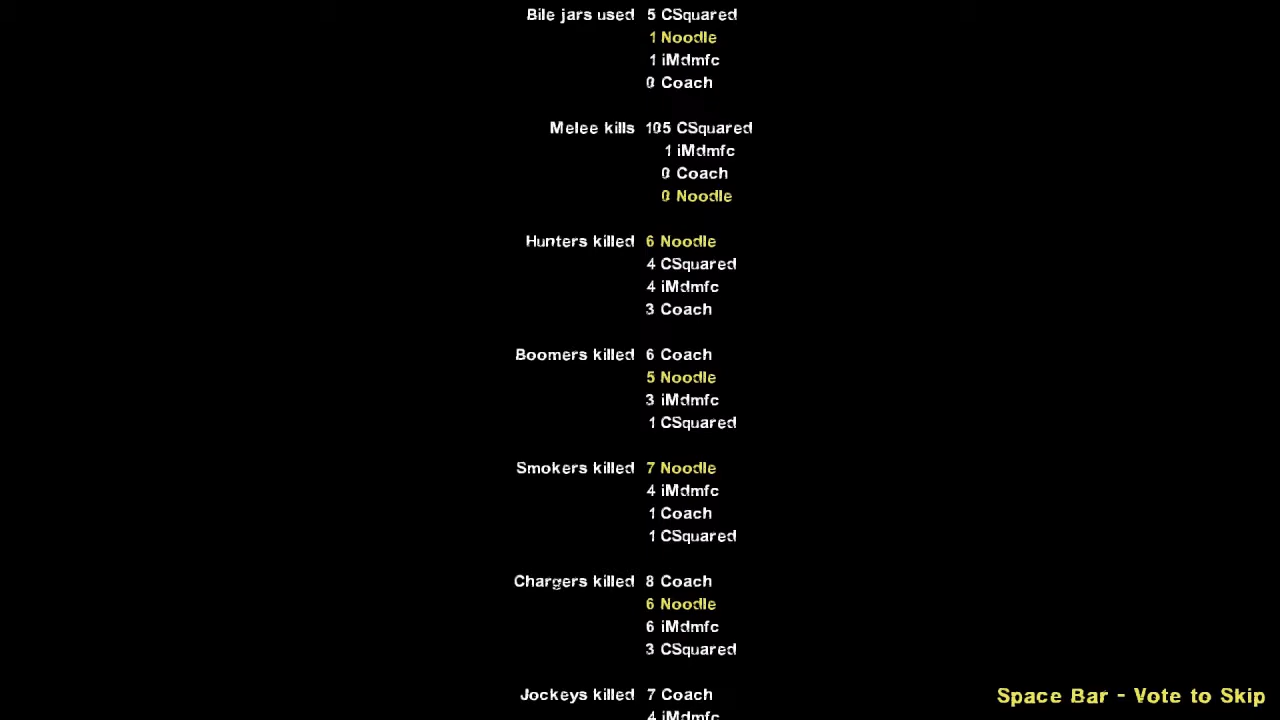 Bile jars used 5 CSquared
1 Noodle
1 iMdmfc
0 Coach
Melee kills 105 CSquared
1 iMdmfc
0 Coach
0 Noodle
Hunters killed 6 Noodle
4 CSquared
4 iMdmfc
3 Coach
Boomers killed 6 Coach
5 Noodle
3 iMdmfc
1 CSquared
Smokers killed 7 Noodle
4 iMdmfc
1 Coach
1 CSquared
Chargers killed 8 Coach
6 Noodle
6 iMdmfc
3 CSquared
Jockeys killed 7 Coach
4 iMdmfc
Space Bar - Vote to Skip